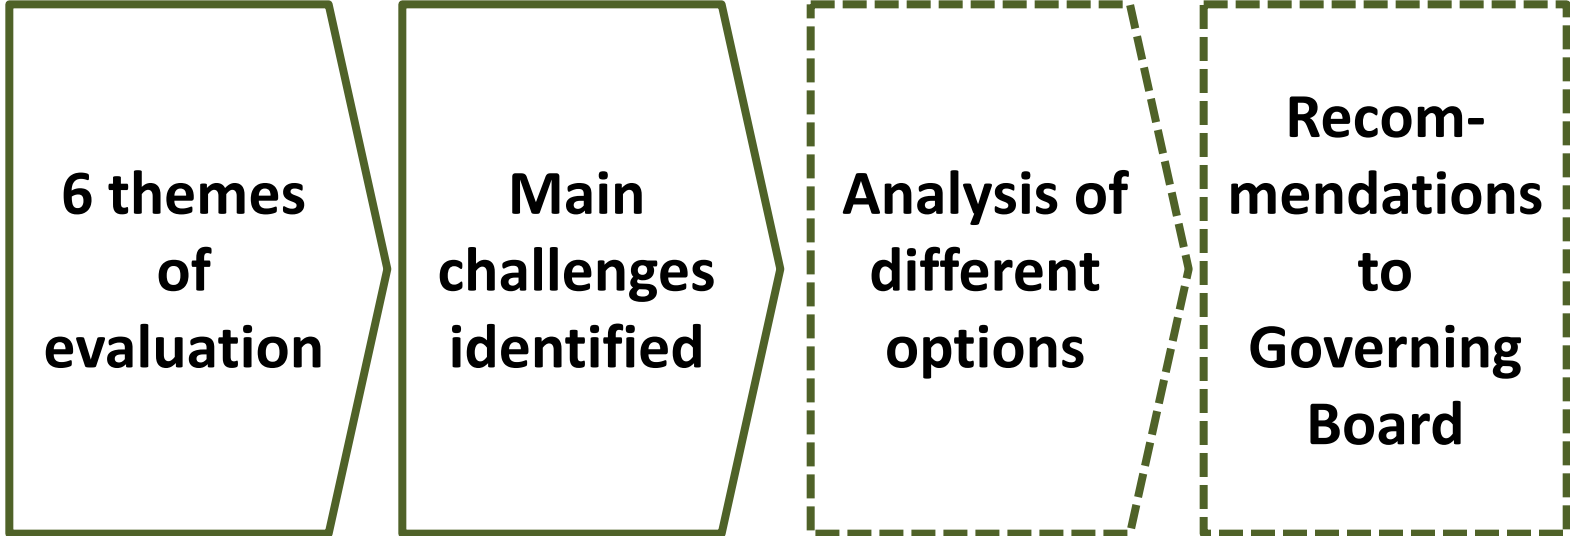 6 themes
of
evaluation
Main
challenges
identified
Analysis of
different
options
Recom-
mendations
to
Governing
Board